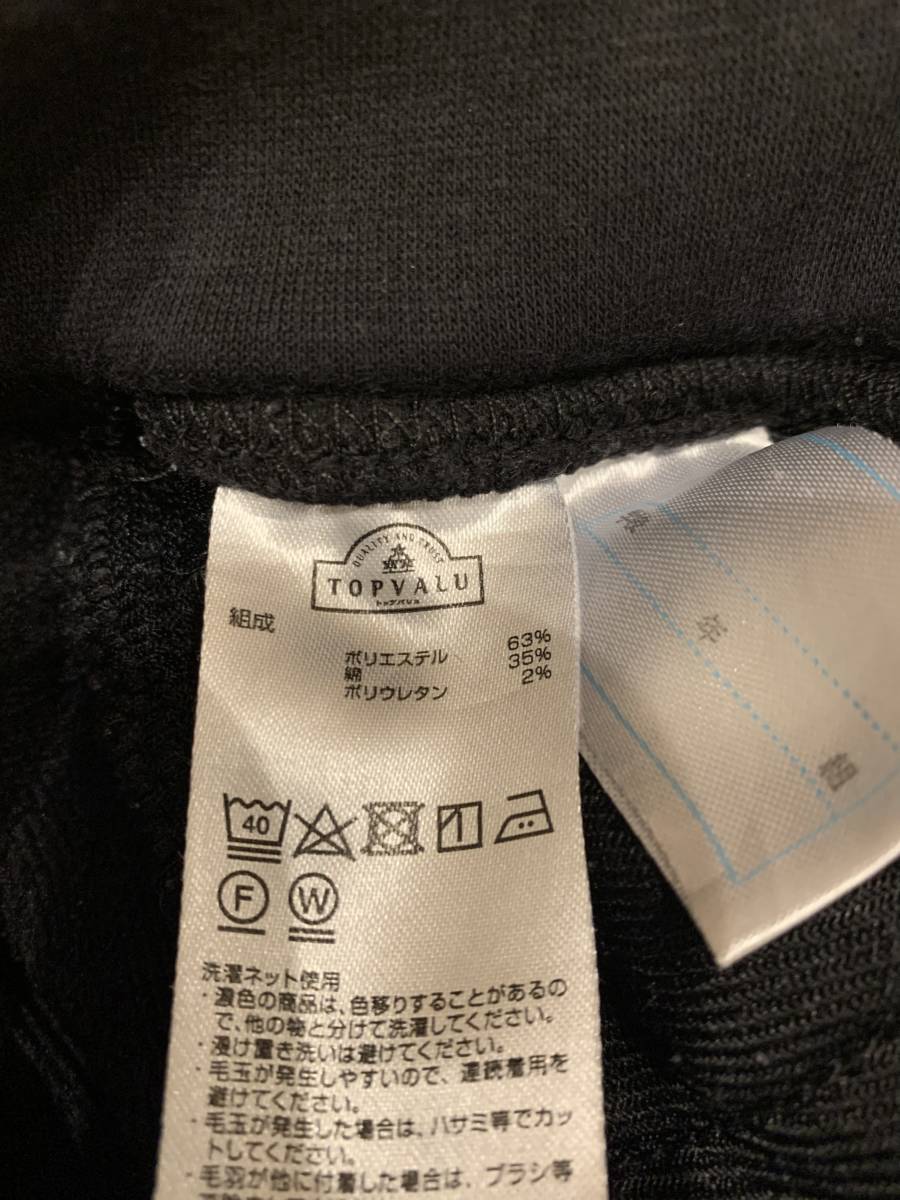 QUALITY AND TRUST
TOPVALU
トップバリュ
組成
ポリエステル 63%
綿 35%
ポリウレタン 2%
40
F W
洗濯ネット使用
・濃色の商品は、色移りすることがあるの
で、他の物と分けて洗濯してください。
・浸け置き洗いは避けてください。
・毛玉が発生しやすいので、連続着用を
避けてください。
・毛玉が発生した場合は、ハサミ等でカッ
トしてください。
・毛羽が他に付着した場合は、ブラシ等
年
組